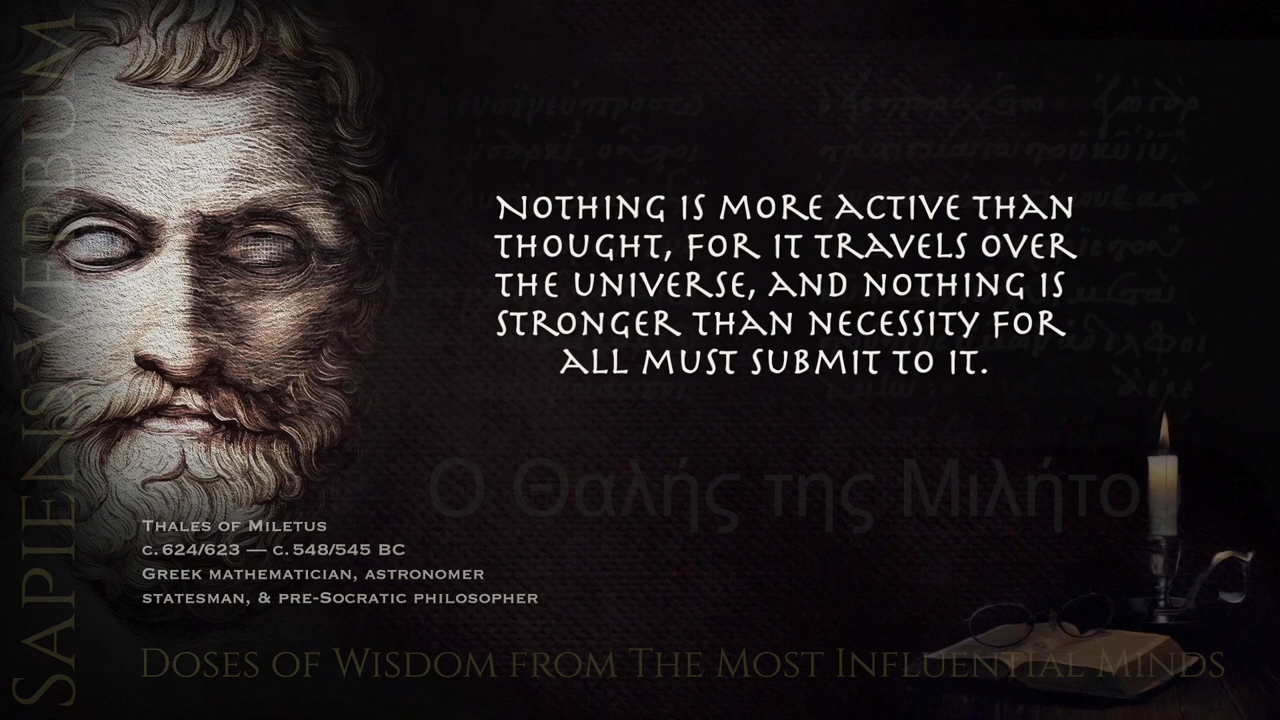 SAPIENS VERBUM
NOTHING IS MORE ACTIVE THAN
THOUGHT, FOR IT TRAVELS OVER
THE UNIVERSE, AND NOTHING IS
STRONGER THAN NECESSITY FOR
ALL MUST SUBMIT TO IT.
Ο Θαλής της Μιλήτο
THALES OF MILETUS
C. 624/623 — C. 548/545 BC
GREEK MATHEMATICIAN, ASTRONOMER
STATESMAN, & PRE-SOCRATIC PHILOSOPHER
DOSES OF WISDOM FROM THE MOST INFLUENTIAL MINDS